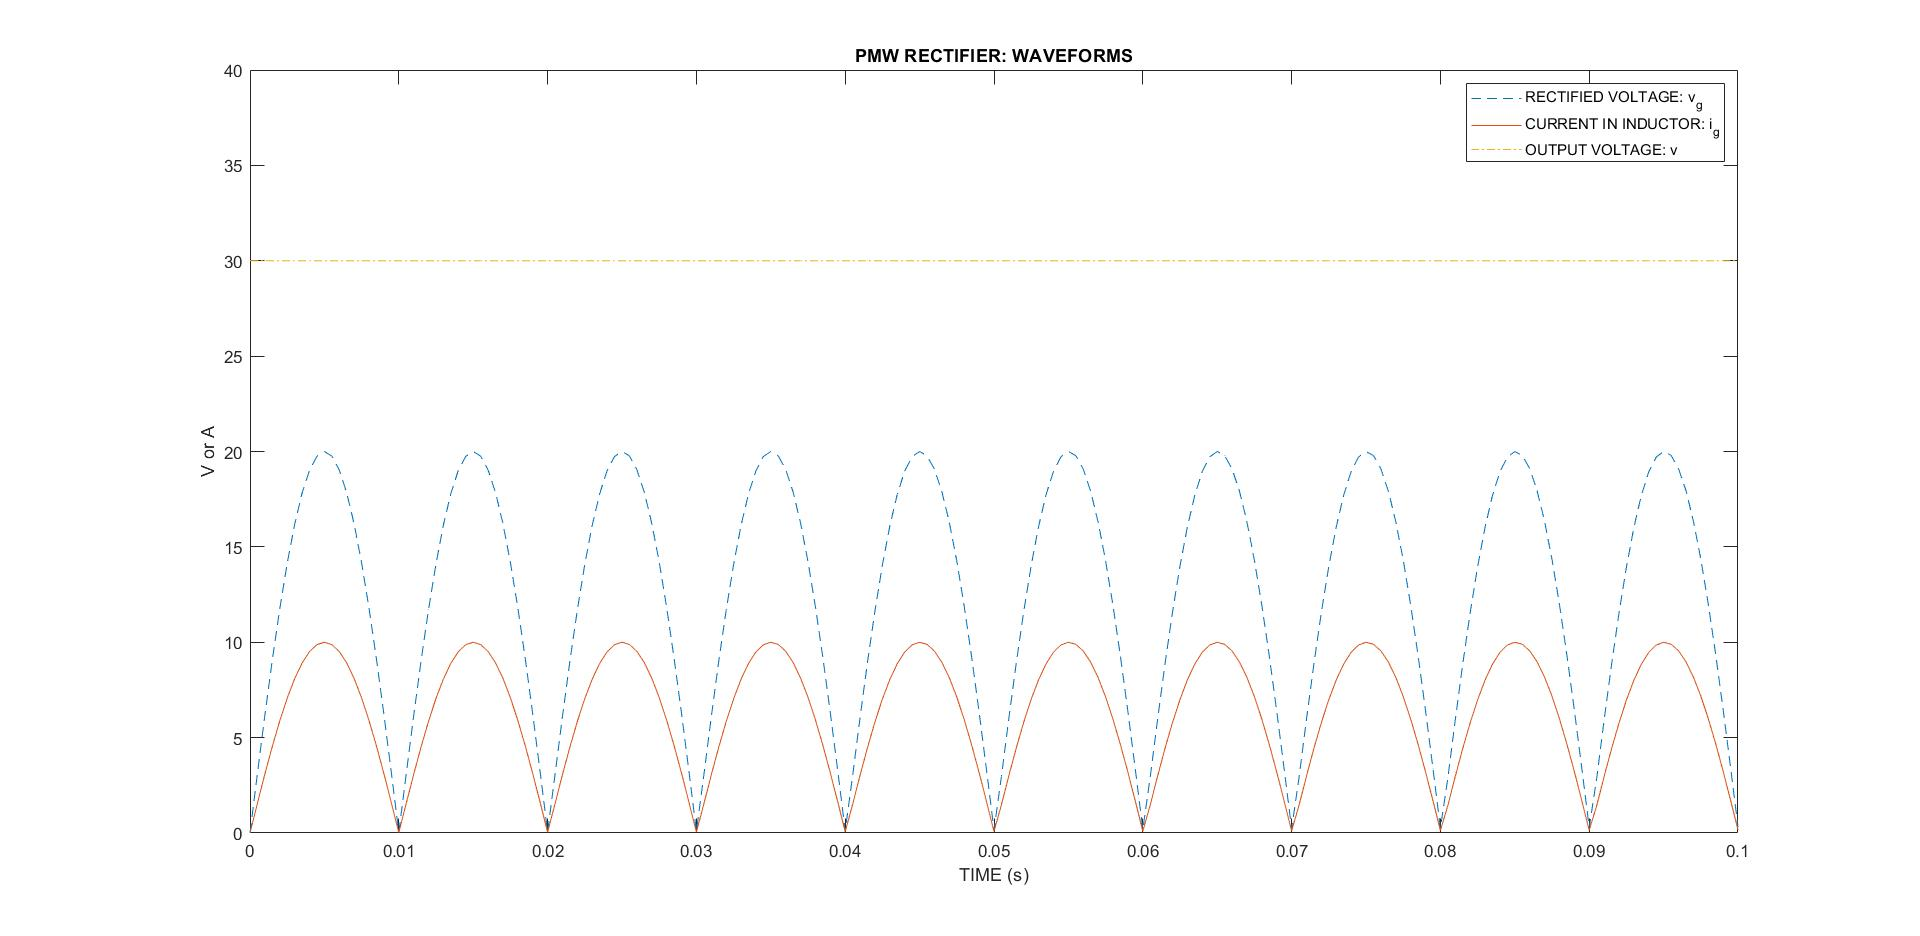 PMW RECTIFIER: WAVEFORMS
40
35
30
25
20
15
10
5
0
V or A
RECTIFIED VOLTAGE: v_g
CURRENT IN INDUCTOR: i_g
OUTPUT VOLTAGE: v
0 0.01 0.02 0.03 0.04 0.05 0.06 0.07 0.08 0.09 0.1
TIME (s)